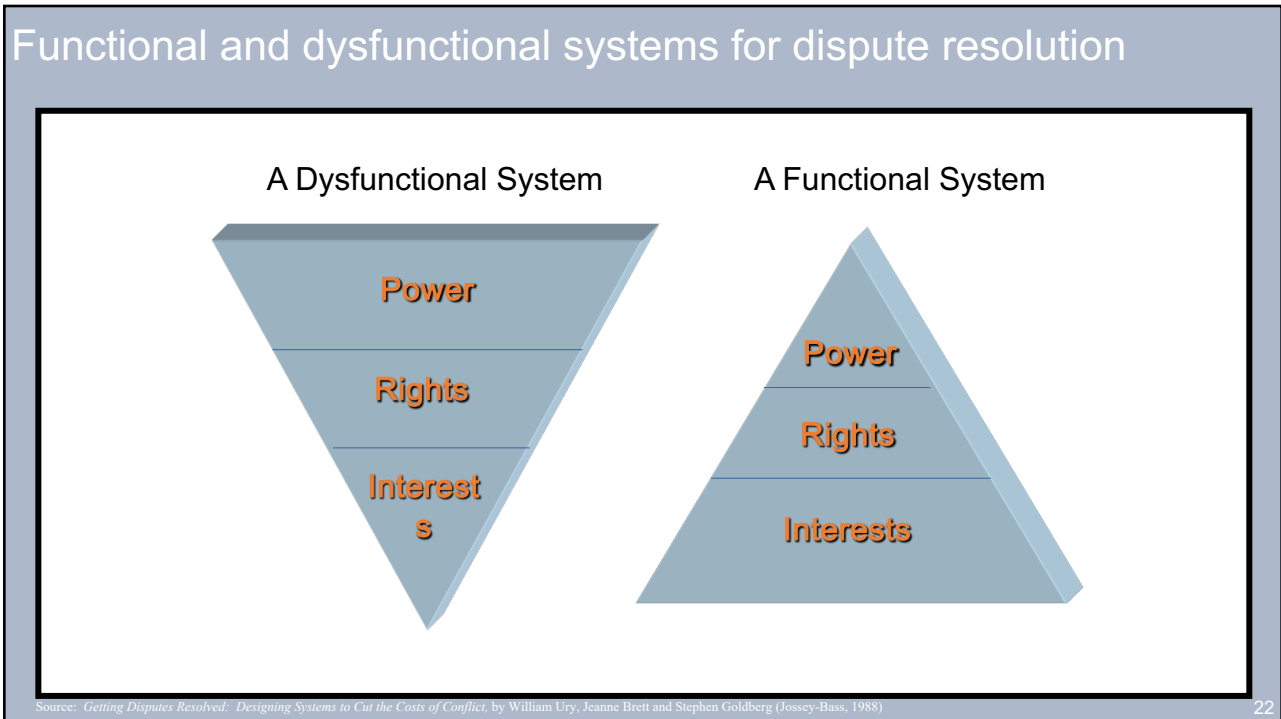 Functional and dysfunctional systems for dispute resolution
A Dysfunctional System
Power
Rights
Interest
s
A Functional System
Power
Rights
Interests
Source: Getting Disputes Resolved: Designing Systems to Cut the Costs of Conflict, by William Ury, Jeanne Brett and Stephen Goldberg (Jossey-Bass, 1988)
22